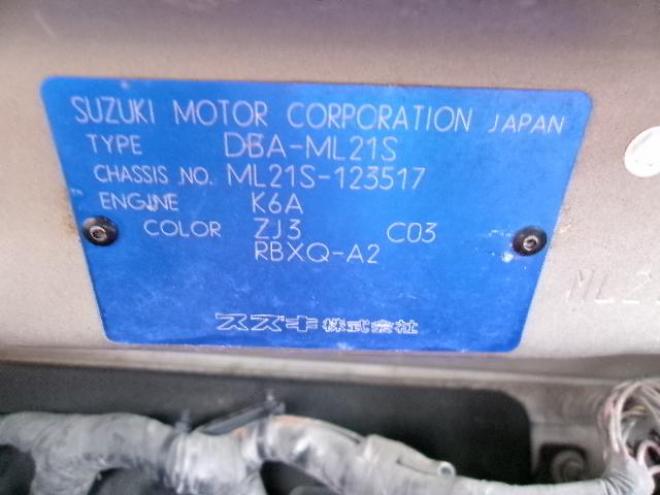 SUZUKI MOTOR CORPORATION JAPAN
TYPE DBA-ML21S
CHASSIS NO. ML21S-123517
ENGINE K6A
COLOR ZJ3 C03
RBXQ-A2
スズキ株式会社